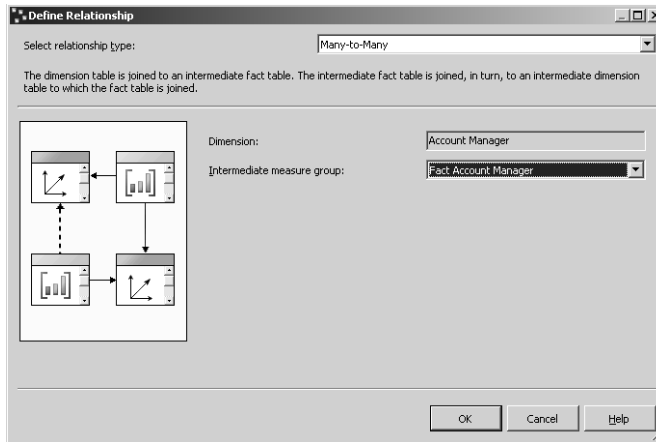 Define Relationship
Select relationship type:
Many-to-Many
The dimension table is joined to an intermediate fact table. The intermediate fact table is joined, in turn, to an intermediate dimension
table to which the fact table is joined.
Dimension:
Account Manager
Intermediate measure group:
Fact Account Manager
OK
Cancel
Help